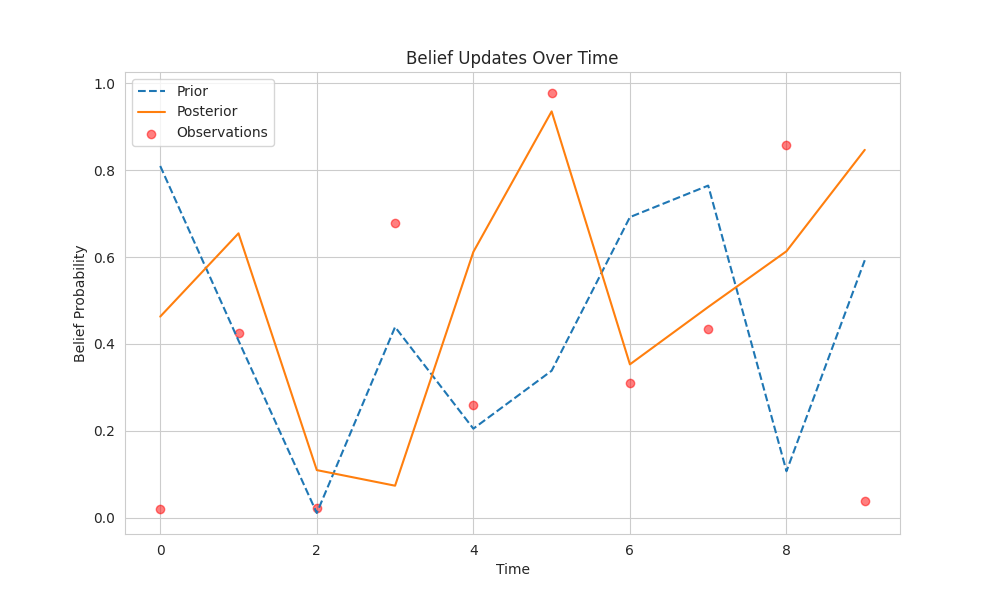 Belief Updates Over Time
Prior
Posterior
Observations
Belief Probability
1.0
0.8
0.6
0.4
0.2
0.0
0 2 4 6 8
Time